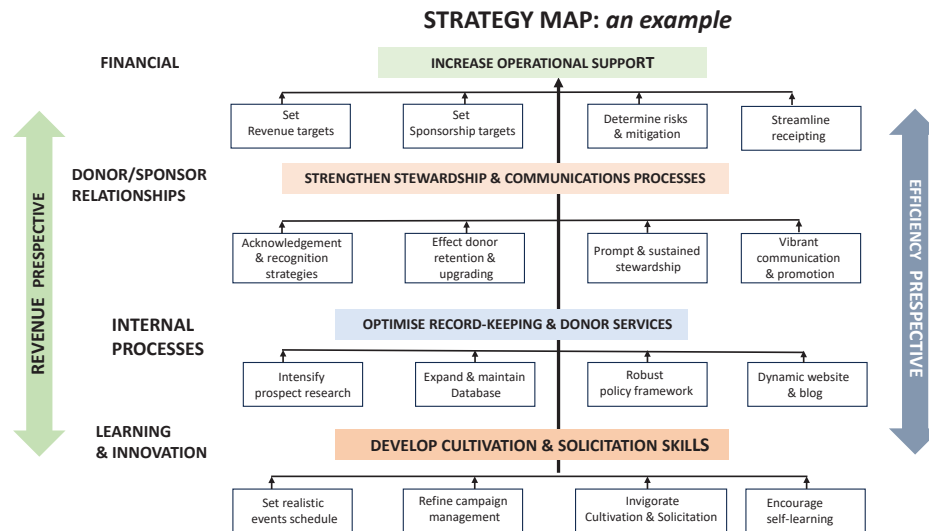 STRATEGY MAP: an example
FINANCIAL
INCREASE OPERATIONAL SUPPORT
Set
Revenue targets
Set
Sponsorship targets
Determine risks
& mitigation
Streamline
receipting
DONOR/SPONSOR
RELATIONSHIPS
STRENGTHEN STEWARDSHIP & COMMUNICATIONS PROCESSES
Acknowledgement
& recognition
strategies
Effect donor
retention &
upgrading
Prompt & sustained
stewardship
Vibrant
communication
& promotion
INTERNAL
PROCESSES
OPTIMISE RECORD-KEEPING & DONOR SERVICES
Intensify
prospect research
Expand & maintain
Database
Robust
policy framework
Dynamic website
& blog
LEARNING
& INNOVATION
DEVELOP CULTIVATION & SOLICITATION SKILLS
Set realistic
events schedule
Refine campaign
management
Invigorate
Cultivation & Solicitation
Encourage
self-learning
REVENUE PRESPECTIVE
EFFICIENCY PRESPECTIVE